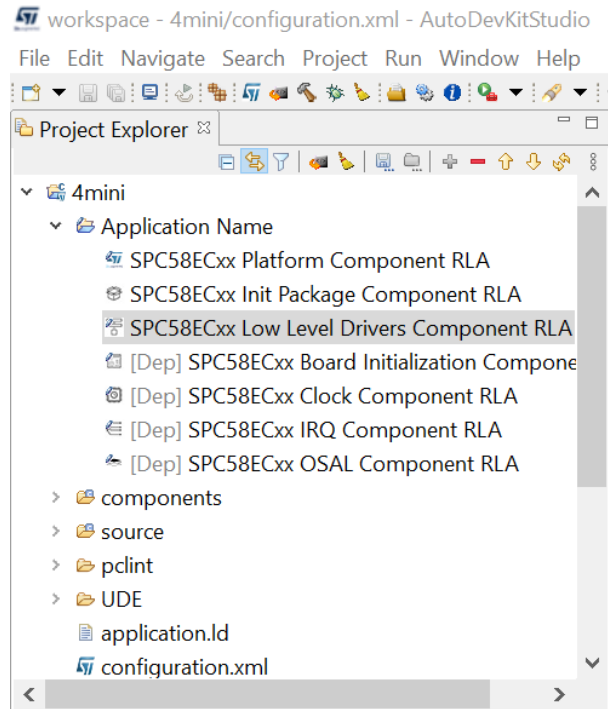 workspace - 4mini/configuration.xml - AutoDevKitStudio
File Edit Navigate Search Project Run Window Help
Project Explorer
4mini
Application Name
SPC58ECxx Platform Component RLA
SPC58ECxx Init Package Component RLA
SPC58ECxx Low Level Drivers Component RLA
[Dep] SPC58ECxx Board Initialization Compone
[Dep] SPC58ECxx Clock Component RLA
[Dep] SPC58ECxx IRQ Component RLA
[Dep] SPC58ECxx OSAL Component RLA
components
source
pclint
UDE
application.ld
configuration.xml